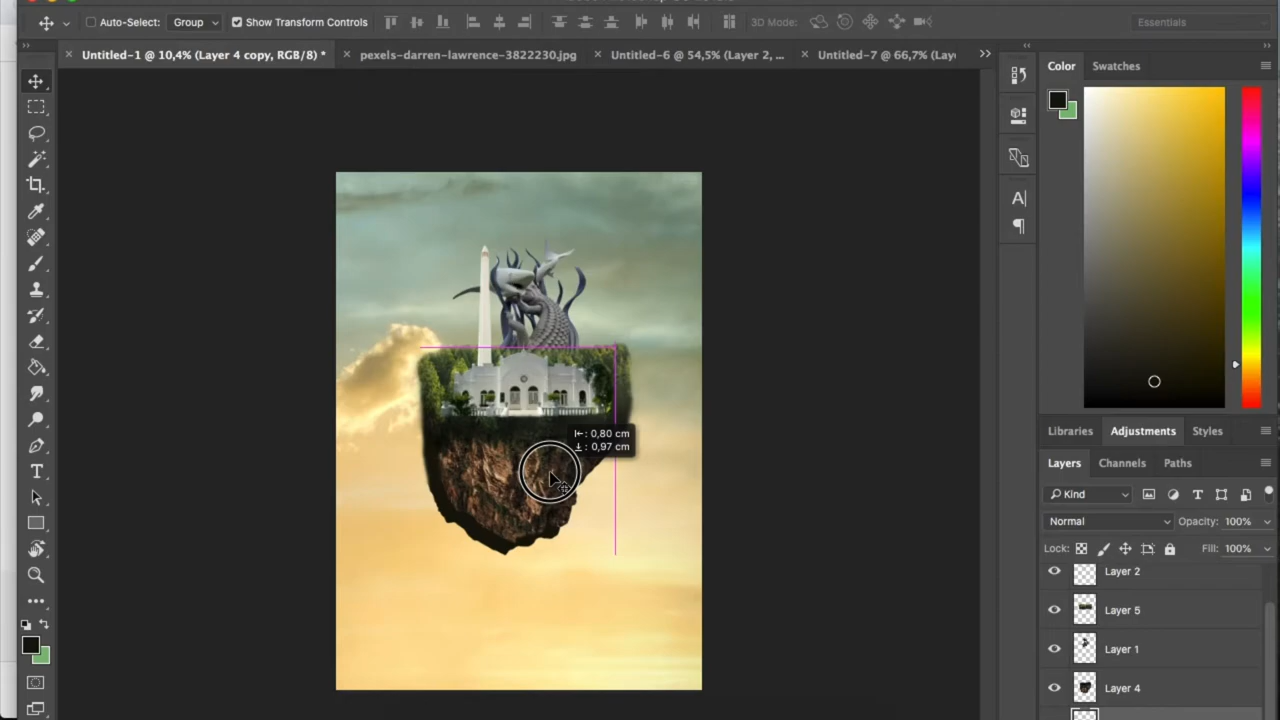 Auto-Select: Group Show Transform Controls 3D Mode: Essentials
Untitled-1 @ 10,4% (Layer 4 copy, RGB/8) * pexels-darren-lawrence-3822230.jpg Untitled-6 @ 54,5% (Layer 2, ... Untitled-7 @ 66,7% (Lay
Color Swatches
: 0,80 cm
: 0,97 cm
Libraries Adjustments Styles
Layers Channels Paths
Kind
Normal Opacity: 100%
Lock: Fill: 100%
Layer 2
Layer 5
Layer 1
Layer 4